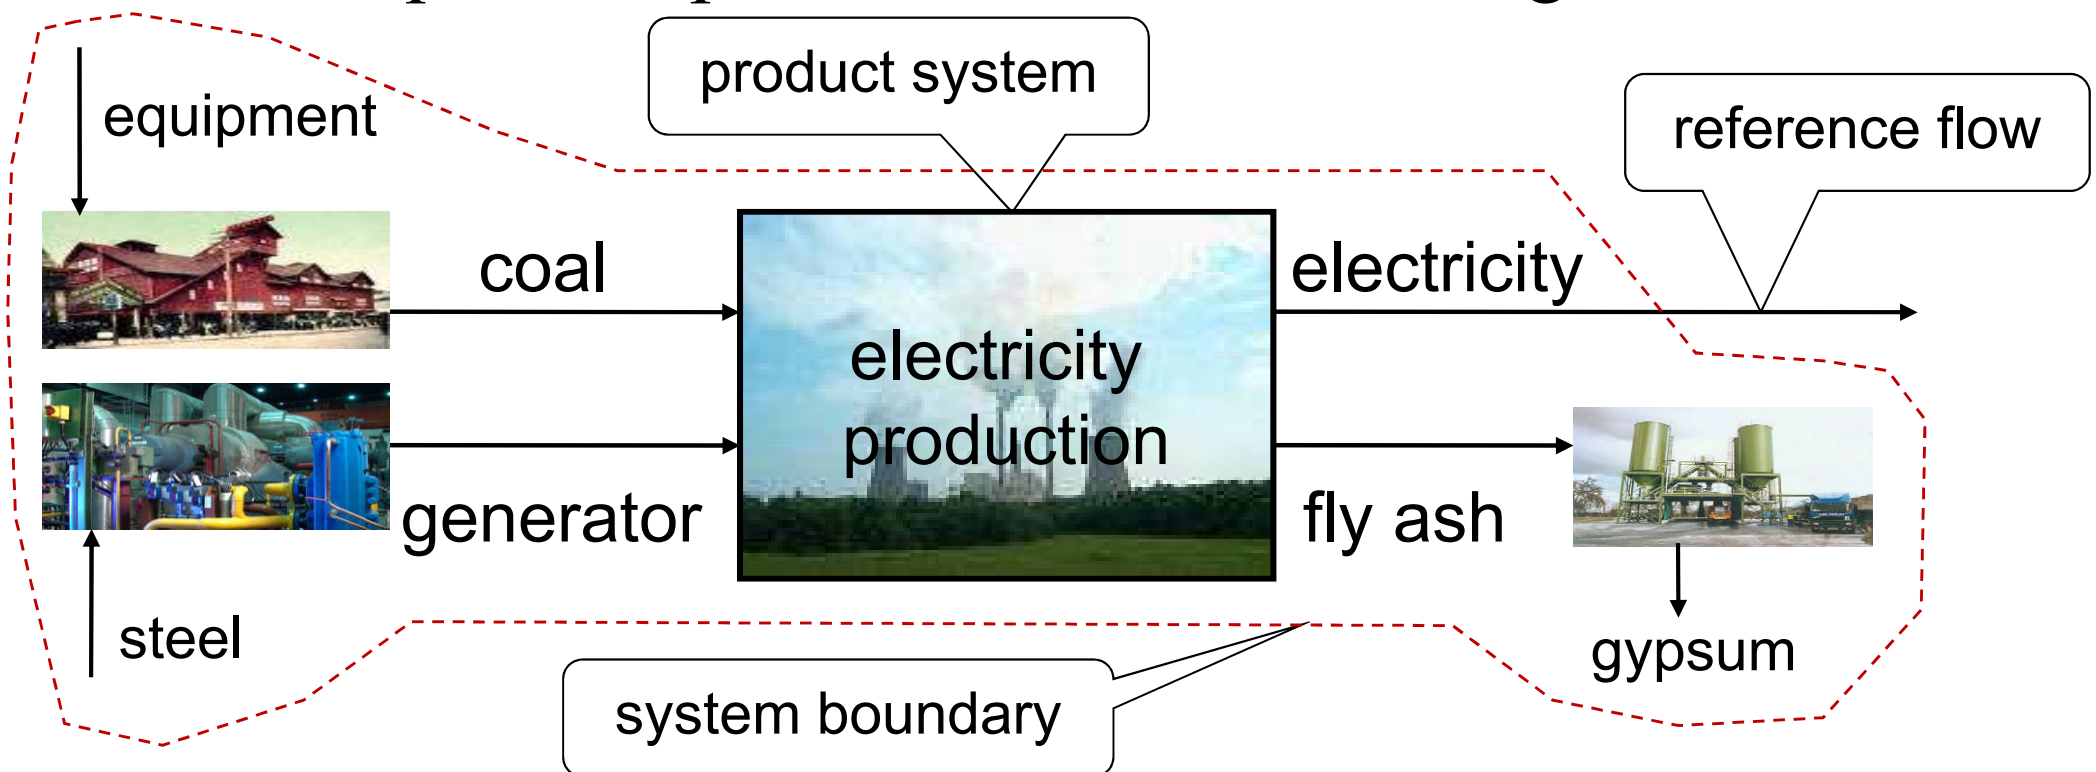 product system
equipment
reference flow
coal
electricity
electricity
production
generator
fly ash
steel
gypsum
system boundary